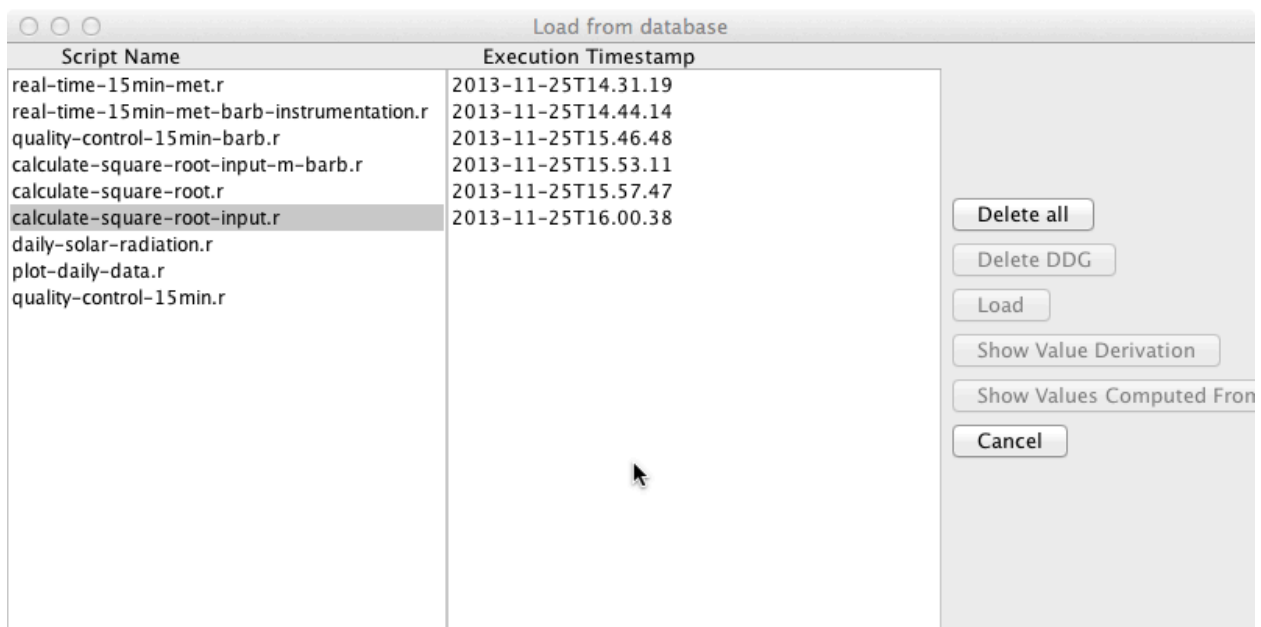 Load from database
Script Name Execution Timestamp
real-time-15min-met.r 2013-11-25T14.31.19
real-time-15min-met-barb-instrumentation.r 2013-11-25T14.44.14
quality-control-15min-barb.r 2013-11-25T15.46.48
calculate-square-root-input-m-barb.r 2013-11-25T15.53.11
calculate-square-root.r 2013-11-25T15.57.47
calculate-square-root-input.r 2013-11-25T16.00.38
daily-solar-radiation.r
plot-daily-data.r
quality-control-15min.r
Delete all
Delete DDG
Load
Show Value Derivation
Show Values Computed From
Cancel